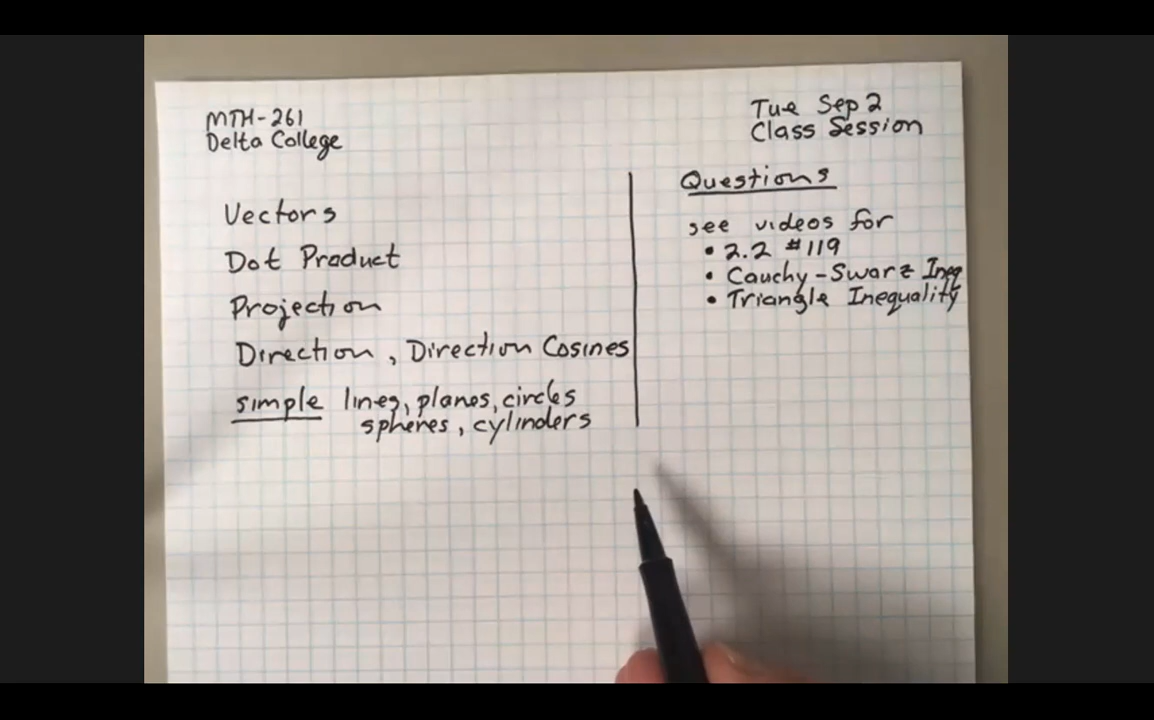 MTH-261
Delta College
Tue Sep 2
Class Session
Vectors
Dot Product
Projection
Direction, Direction Cosines
simple lines, planes, circles
spheres, cylinders
Questions
see videos for
• 2.2 #119
• Cauchy-Swarz Ineq
• Triangle Inequality